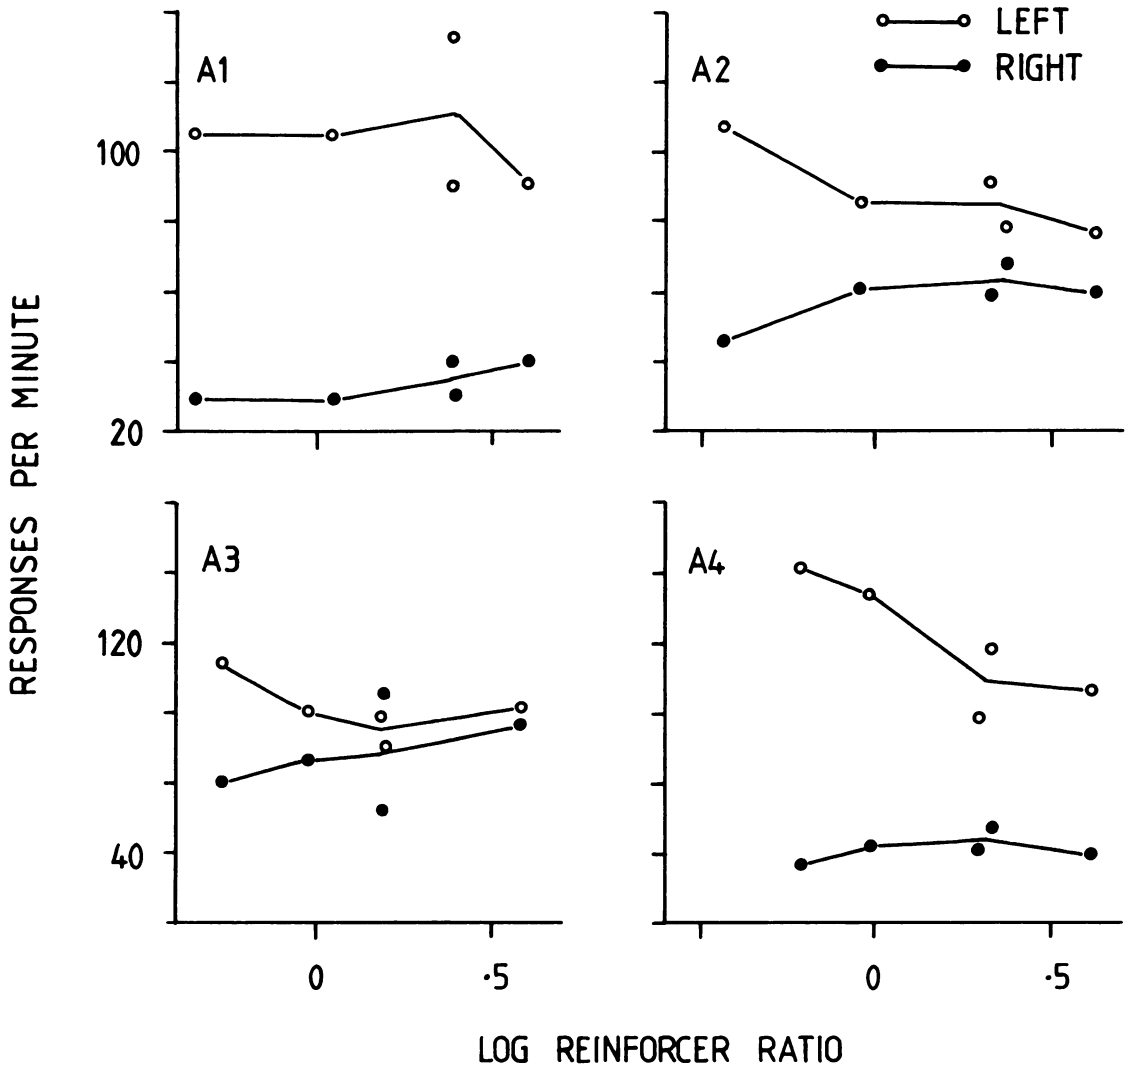 LEFT
RIGHT
A1
A2
100
20
A3
A4
120
40
0
·5
0
·5
RESPONSES PER MINUTE
LOG REINFORCER RATIO